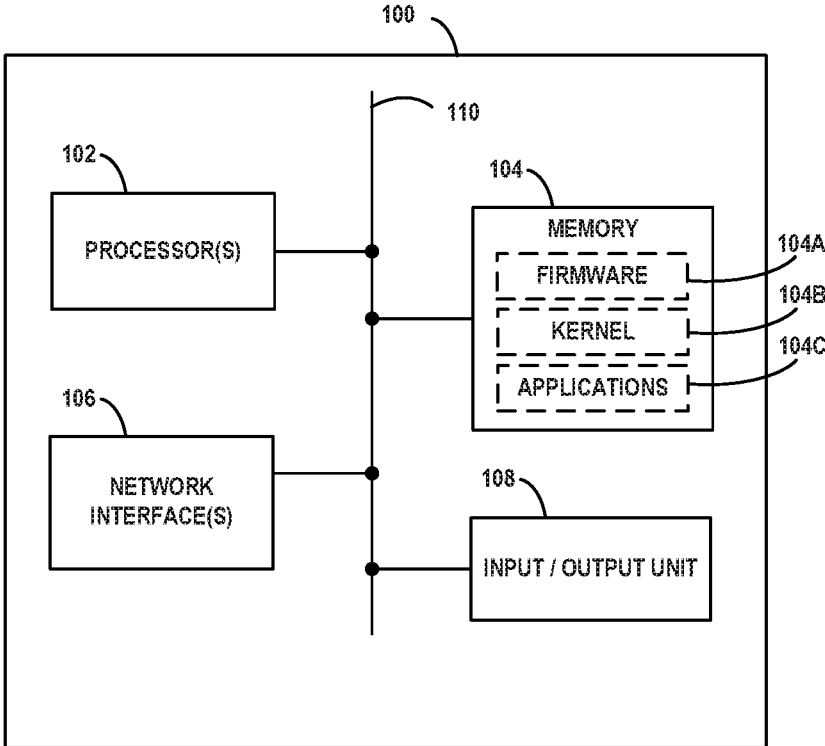 100
110
102
PROCESSOR(S)
104
MEMORY
FIRMWARE
104A
KERNEL
104B
APPLICATIONS
104C
106
NETWORK
INTERFACE(S)
108
INPUT / OUTPUT UNIT